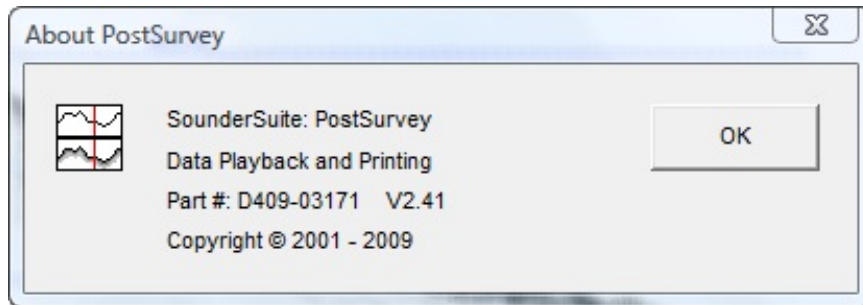 About PostSurvey
SounderSuite: PostSurvey
OK
Data Playback and Printing
Part #: D409-03171 V2.41
Copyright © 2001 - 2009